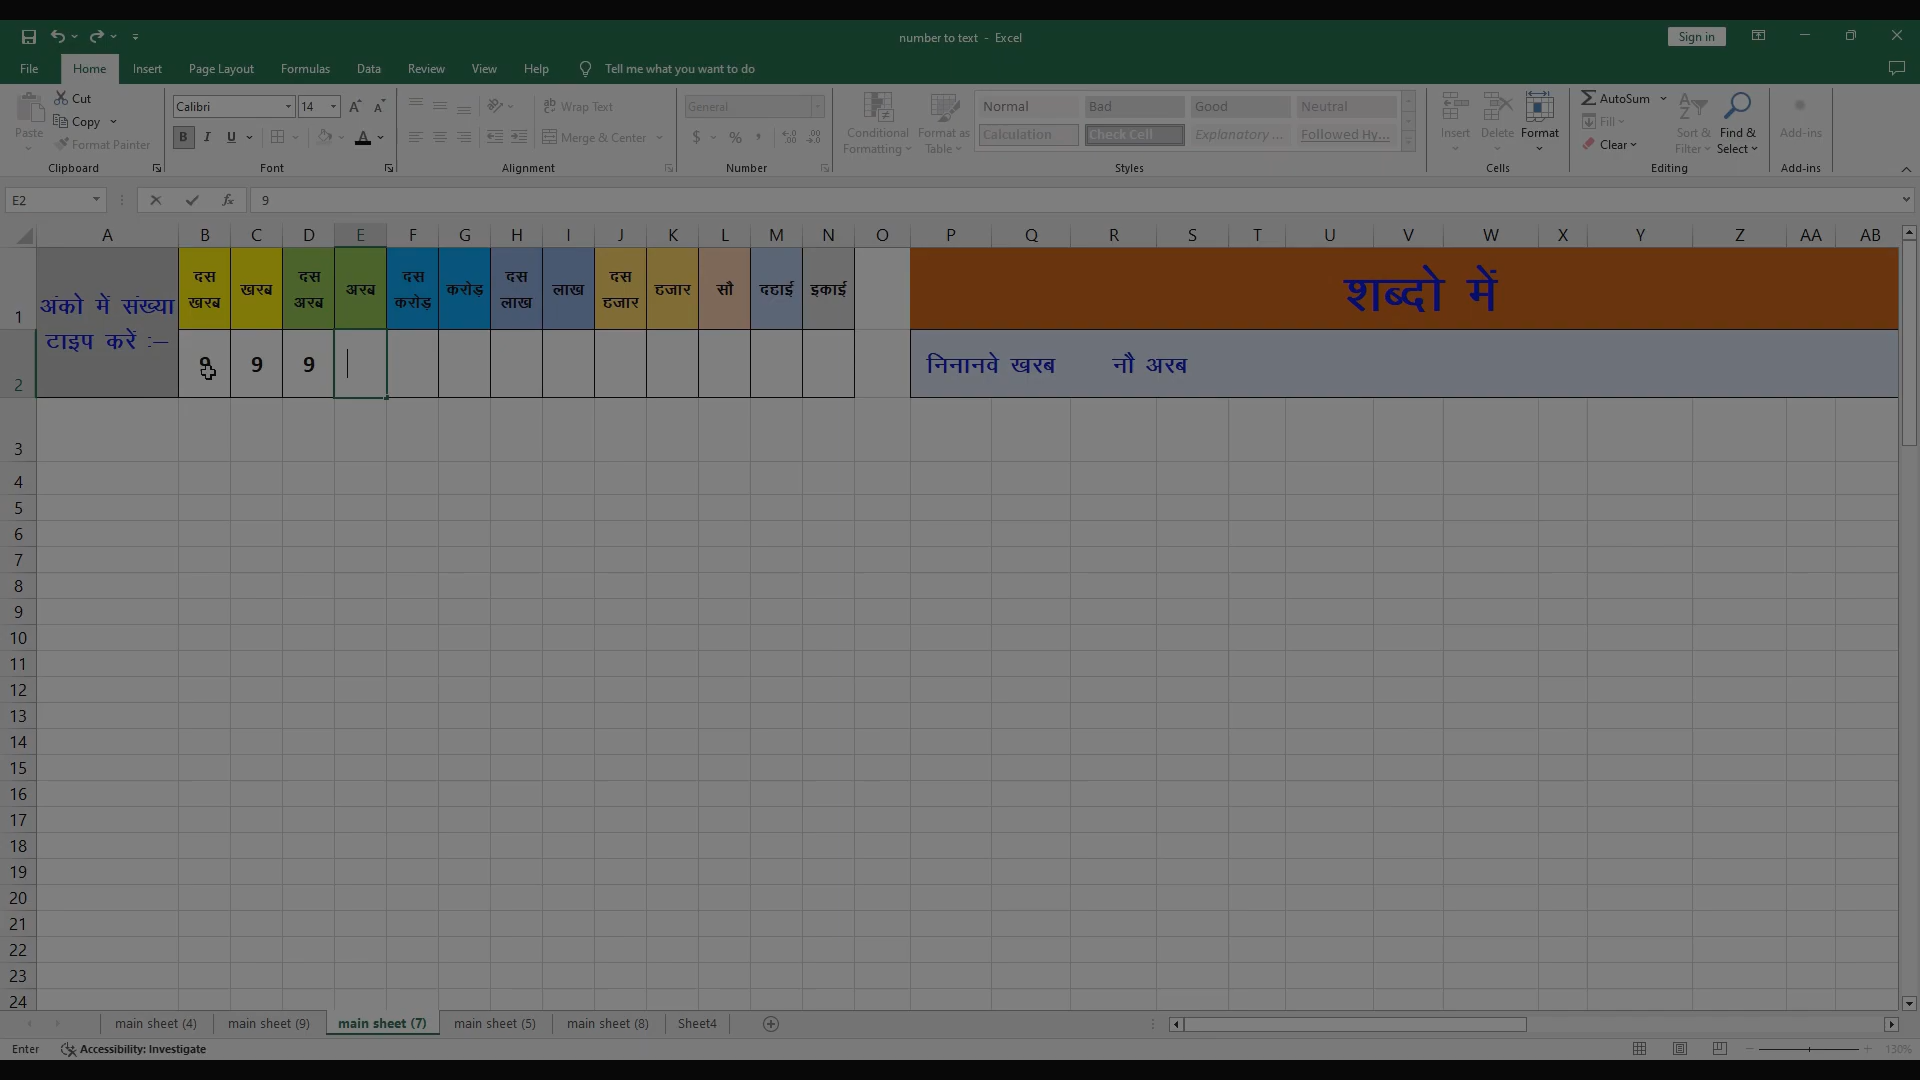 number to text - Excel
Sign in
File Home Insert Page Layout Formulas Data Review View Help Tell me what you want to do
Paste Cut Copy Format Painter
Calibri 14
B I U A
Wrap Text
Merge & Center
General
$ % ,
Conditional Formatting
Format as Table
Normal Bad Good Neutral
Calculation Check Cell Explanatory ... Followed Hy...
Insert Delete Format
AutoSum
Fill
Clear
Sort & Filter
Find & Select
Add-ins
Clipboard Font Alignment Number Styles Cells Editing Add-ins
E2 fx 9
A B C D E F G H I J K L M N O P Q R S T U V W X Y Z AA AB
1 अंको में संख्या टाइप करें :–
दस खरब
खरब
दस अरब
अरब
दस करोड़
करोड़
दस लाख
लाख
दस हजार
हजार
सौ
दहाई
इकाई
शब्दो में
2 9 9 9 निनानवे खरब नौ अरब
3
4
5
6
7
8
9
10
11
12
13
14
15
16
17
18
19
20
21
22
23
24
main sheet (4) main sheet (9) main sheet (7) main sheet (5) main sheet (8) Sheet4
Enter Accessibility: Investigate 130%